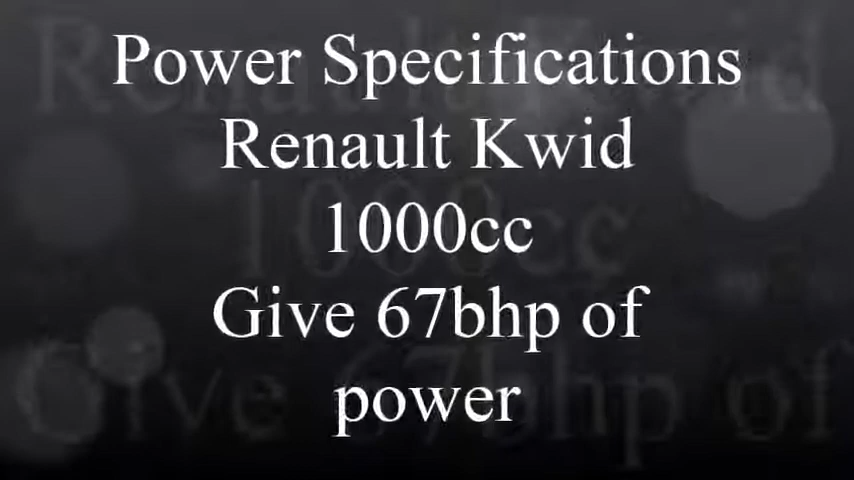 Power Specifications
Renault Kwid
1000cc
Give 67bhp of
power